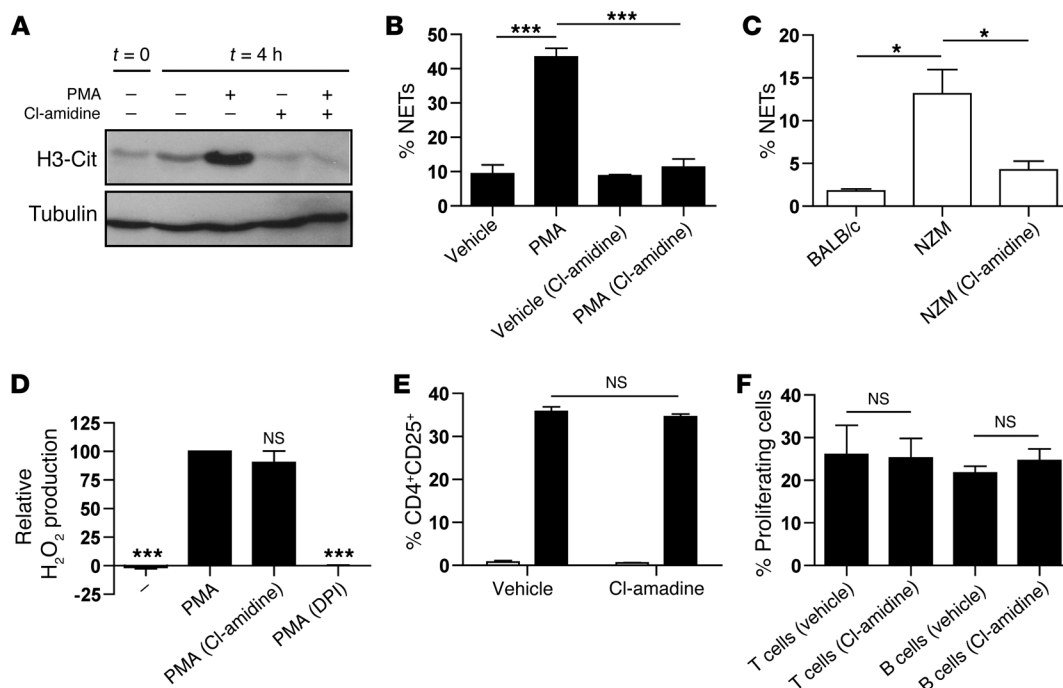 A
t = 0 t = 4 h
PMA – – + – +
Cl-amidine – – – + +
H3-Cit
Tubulin
B
*** ***
% NETs
50
40
30
20
10
0
Vehicle
PMA
Vehicle (Cl-amidine)
PMA (Cl-amidine)
C
* *
% NETs
20
15
10
5
0
BALB/c
NZM
NZM (Cl-amidine)
D
Relative
H₂O₂ production
125
100
75
50
25
0
-25
***
NS
***
–
PMA
PMA (Cl-amidine)
PMA (DPI)
E
NS
% CD4⁺CD25⁺
50
40
30
20
10
0
Vehicle Cl-amadine
F
NS NS
% Proliferating cells
40
30
20
10
0
T cells (vehicle)
T cells (Cl-amidine)
B cells (vehicle)
B cells (Cl-amidine)